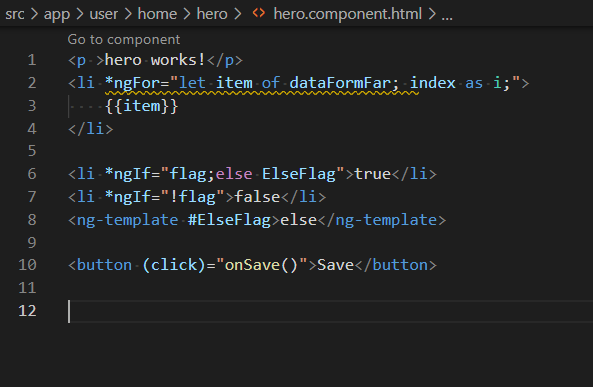 src > app > user > home > hero > <> hero.component.html > ...
Go to component
1 <p >hero works!</p>
2 <li *ngFor="let item of dataFormFar; index as i;">
3     {{item}}
4 </li>
5
6 <li *ngIf="flag;else ElseFlag">true</li>
7 <li *ngIf="!flag">false</li>
8 <ng-template #ElseFlag>else</ng-template>
9
10 <button (click)="onSave()">Save</button>
11
12